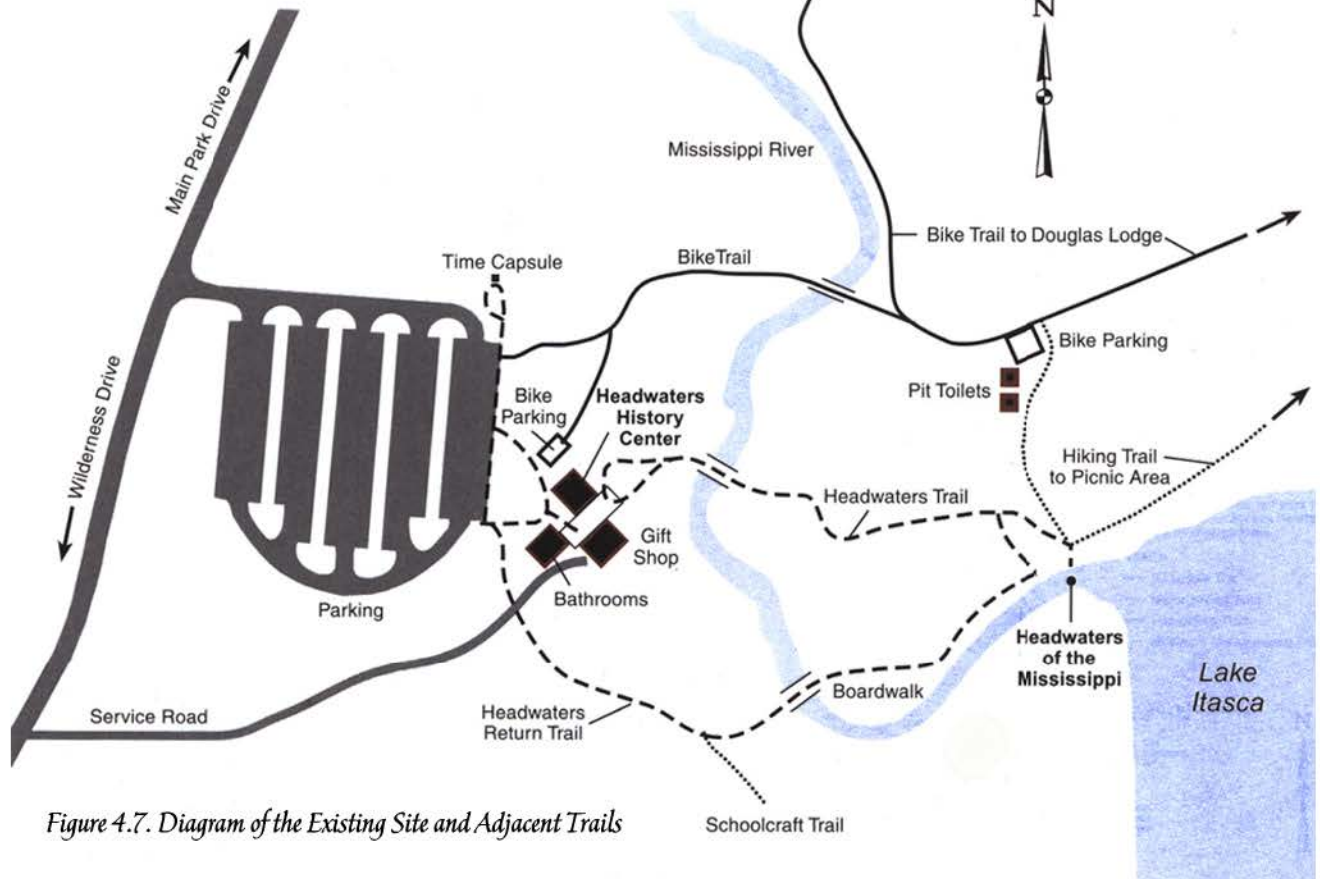 N
Main Park Drive
Mississippi River
Bike Trail to Douglas Lodge
BikeTrail
Time Capsule
Wilderness Drive
Bike Parking
Pit Toilets
Bike
Parking
Headwaters
History
Center
Hiking Trail
to Picnic Area
Headwaters Trail
Gift
Shop
Bathrooms
Parking
Headwaters
of the
Mississippi
Lake
Itasca
Boardwalk
Service Road
Headwaters
Return Trail
Schoolcraft Trail
Figure 4.7. Diagram of the Existing Site and Adjacent Trails